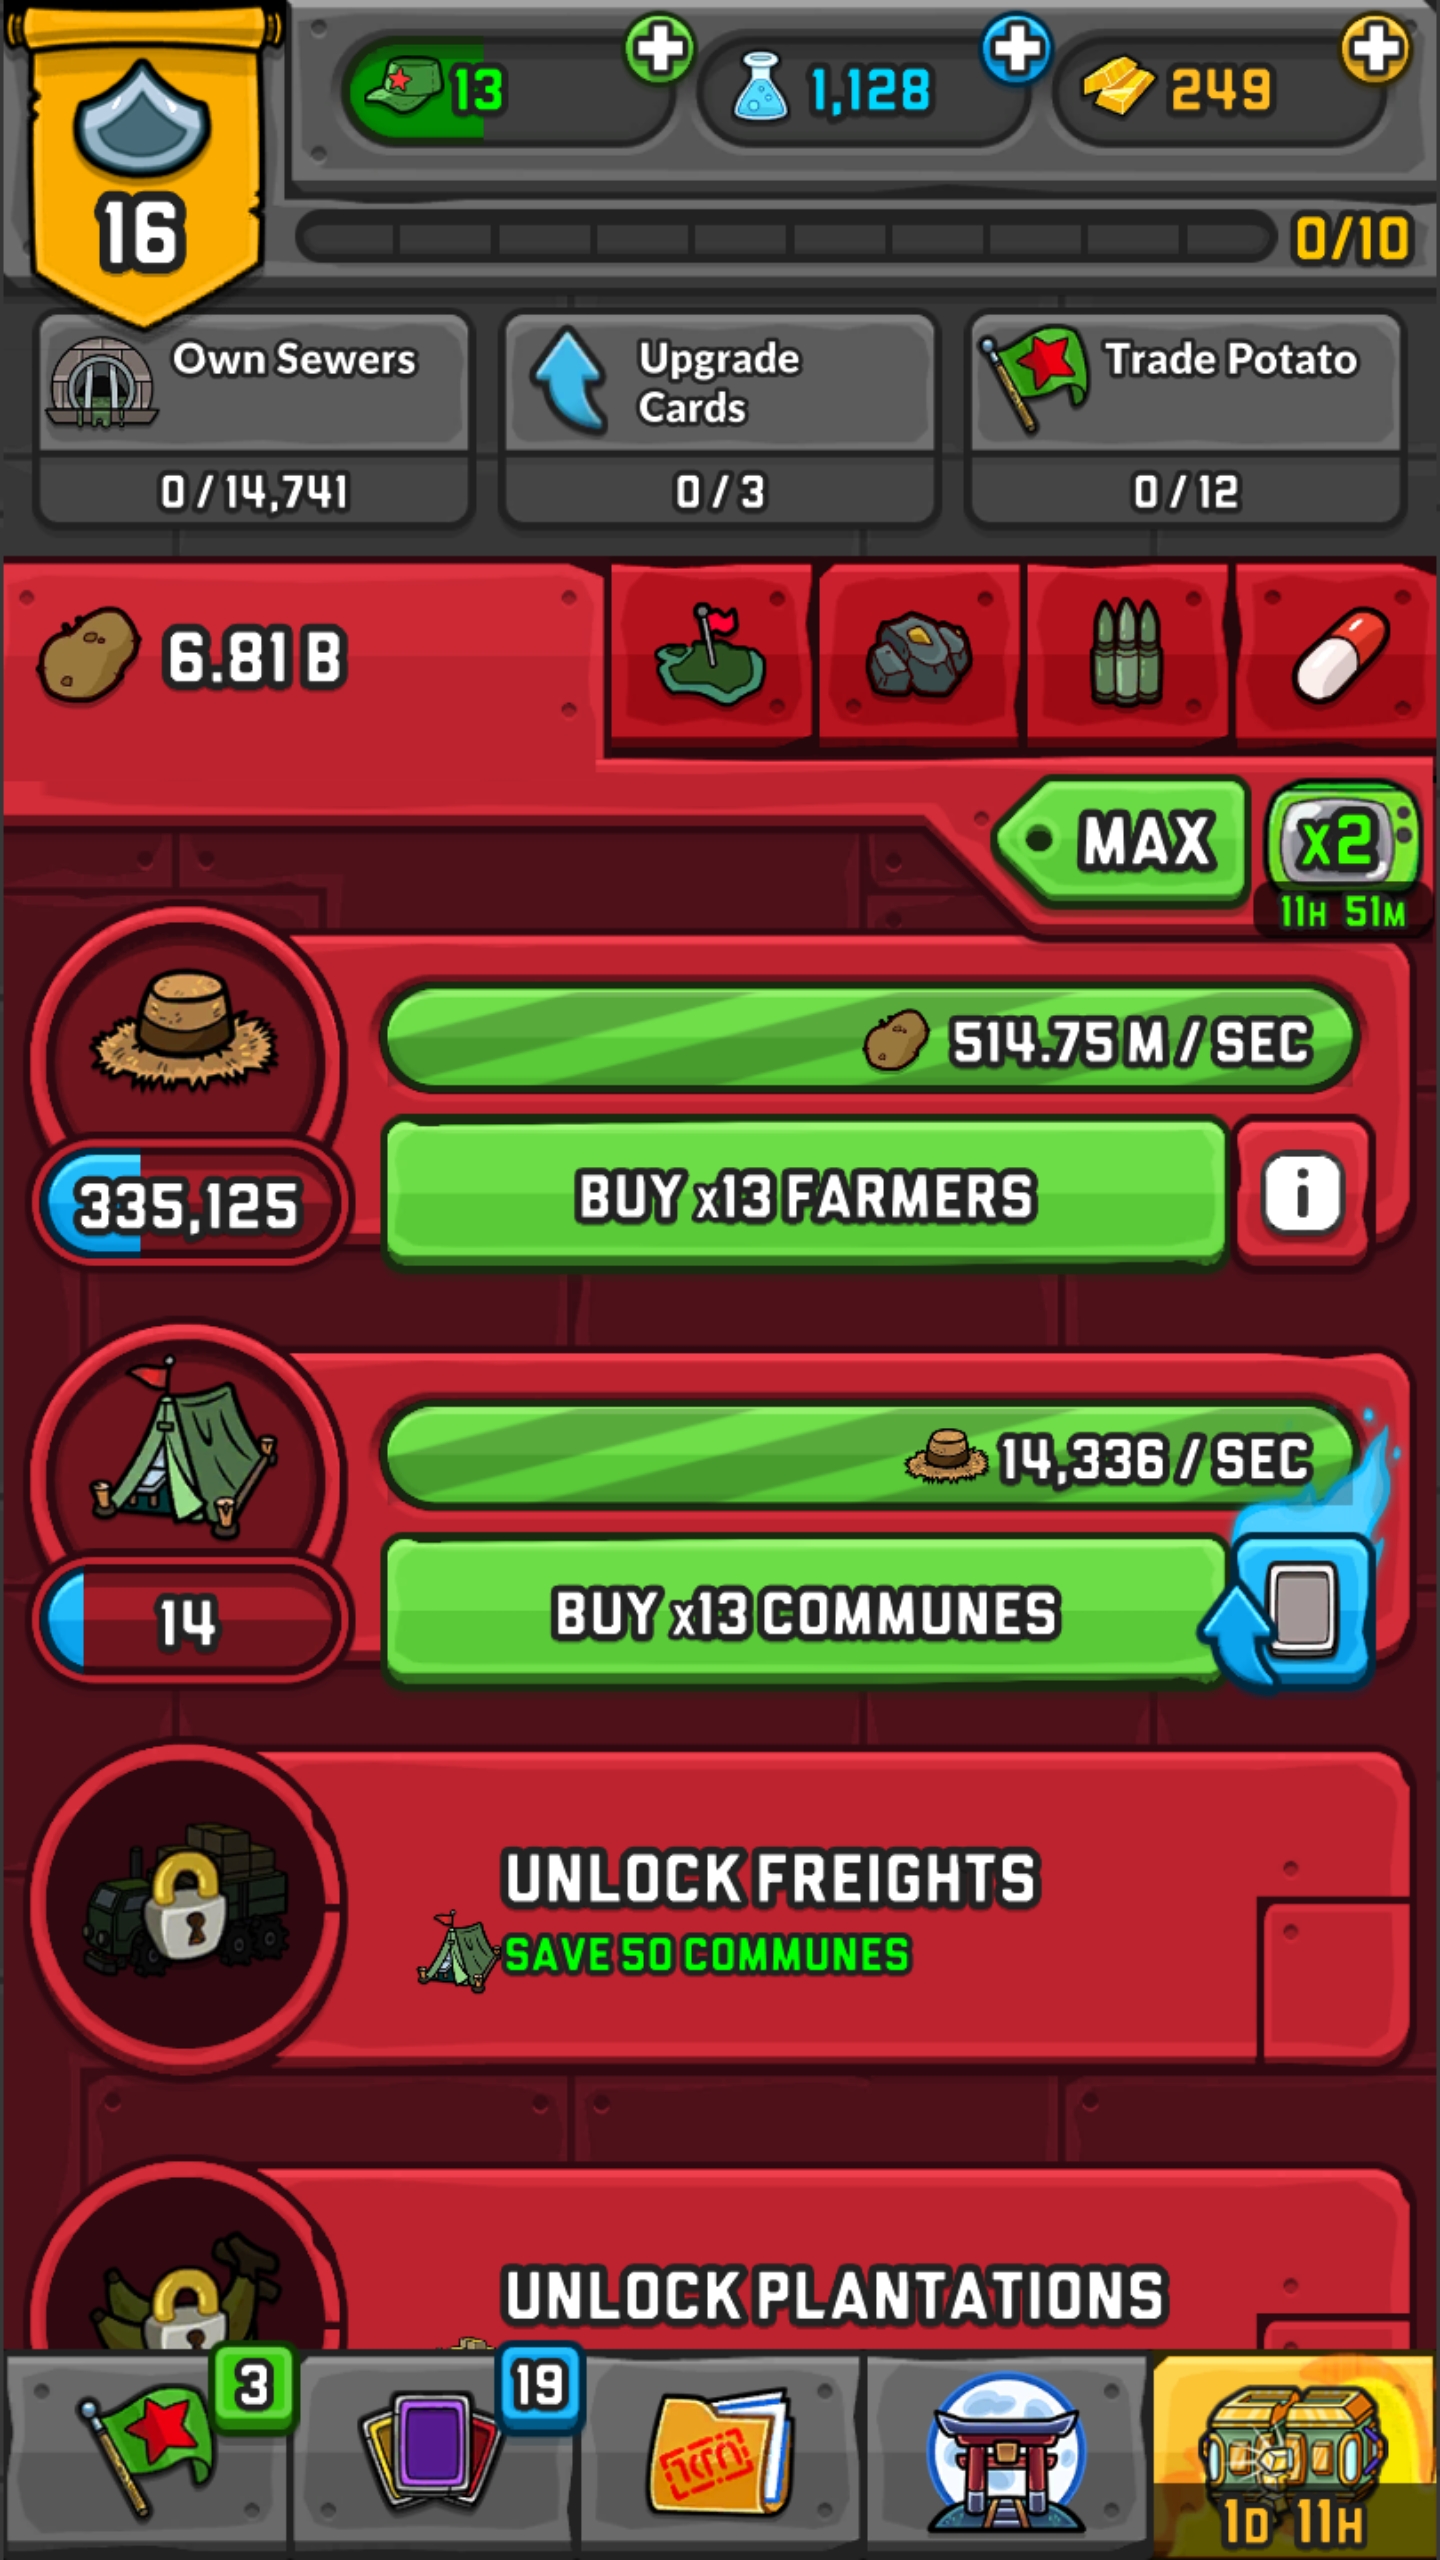 13
1,128
249
16
0/10
Own Sewers
0 / 14,741
Upgrade
Cards
0 / 3
Trade Potato
0 / 12
6.81 B
MAX
x2
11H 51M
514.75 M / SEC
335,125
BUY x13 FARMERS
i
14,336 / SEC
14
BUY x13 COMMUNES
UNLOCK FREIGHTS
SAVE 50 COMMUNES
UNLOCK PLANTATIONS
3
19
1D 11H